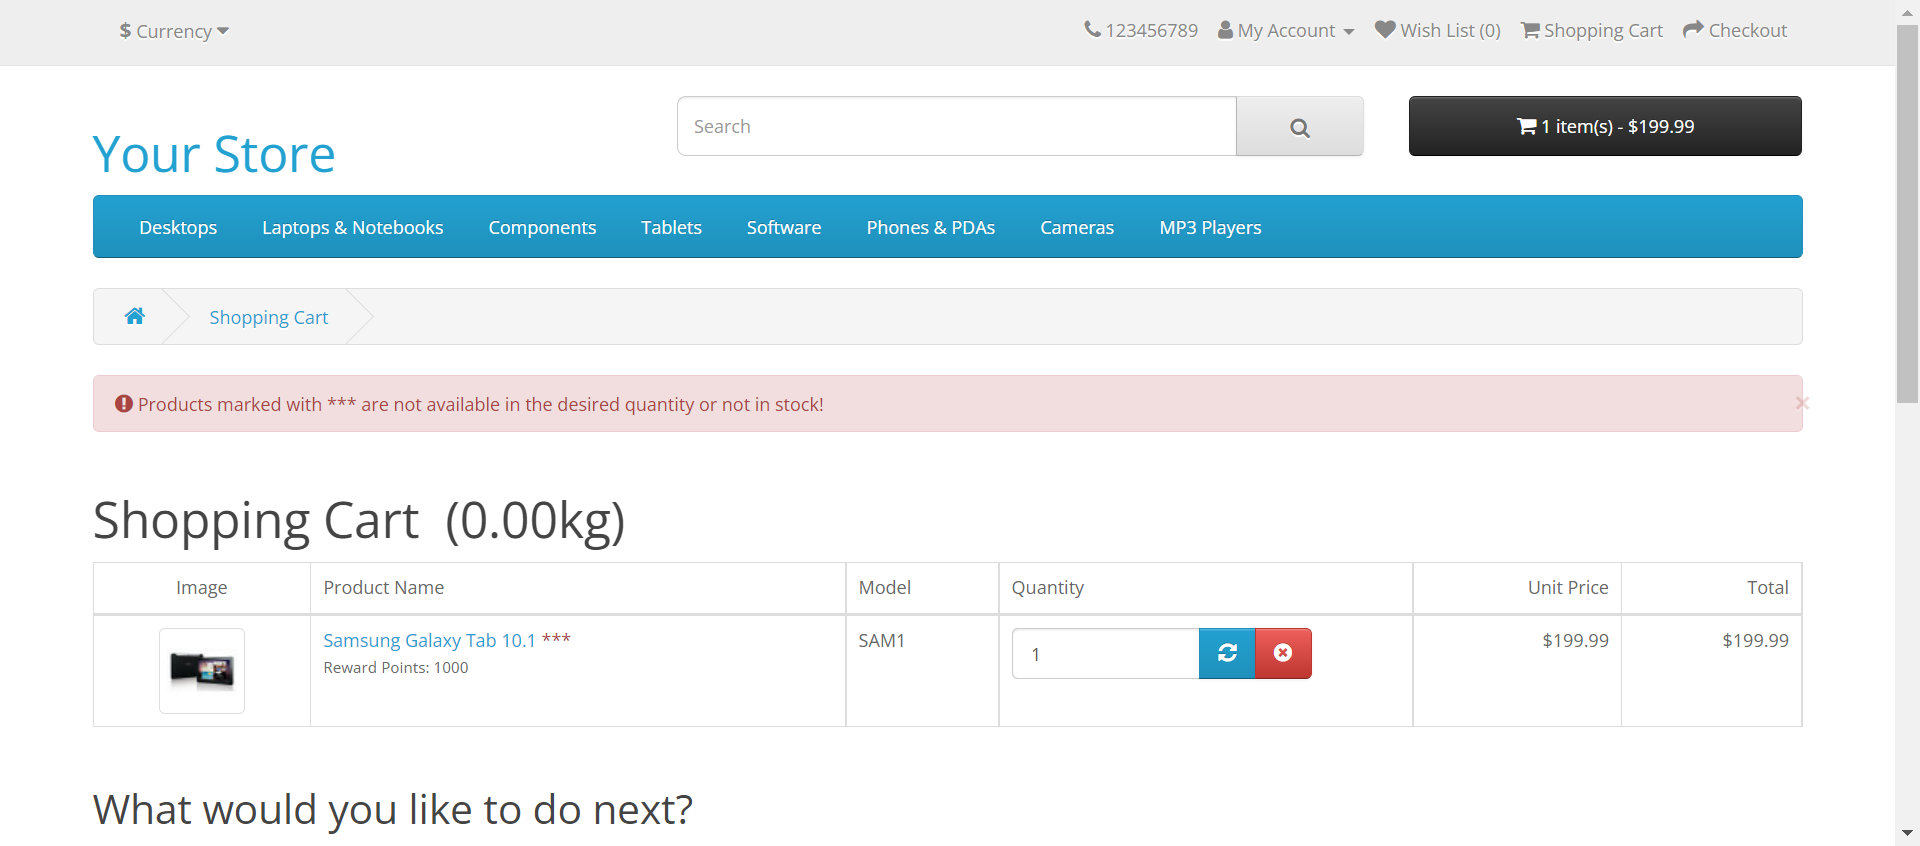 $ Currency
123456789 My Account Wish List (0) Shopping Cart Checkout
Your Store
Search
1 item(s) - $199.99
Desktops Laptops & Notebooks Components Tablets Software Phones & PDAs Cameras MP3 Players
Shopping Cart
Products marked with *** are not available in the desired quantity or not in stock!
×
Shopping Cart (0.00kg)
Image Product Name Model Quantity Unit Price Total
Samsung Galaxy Tab 10.1 *** SAM1 1 $199.99 $199.99
Reward Points: 1000
What would you like to do next?